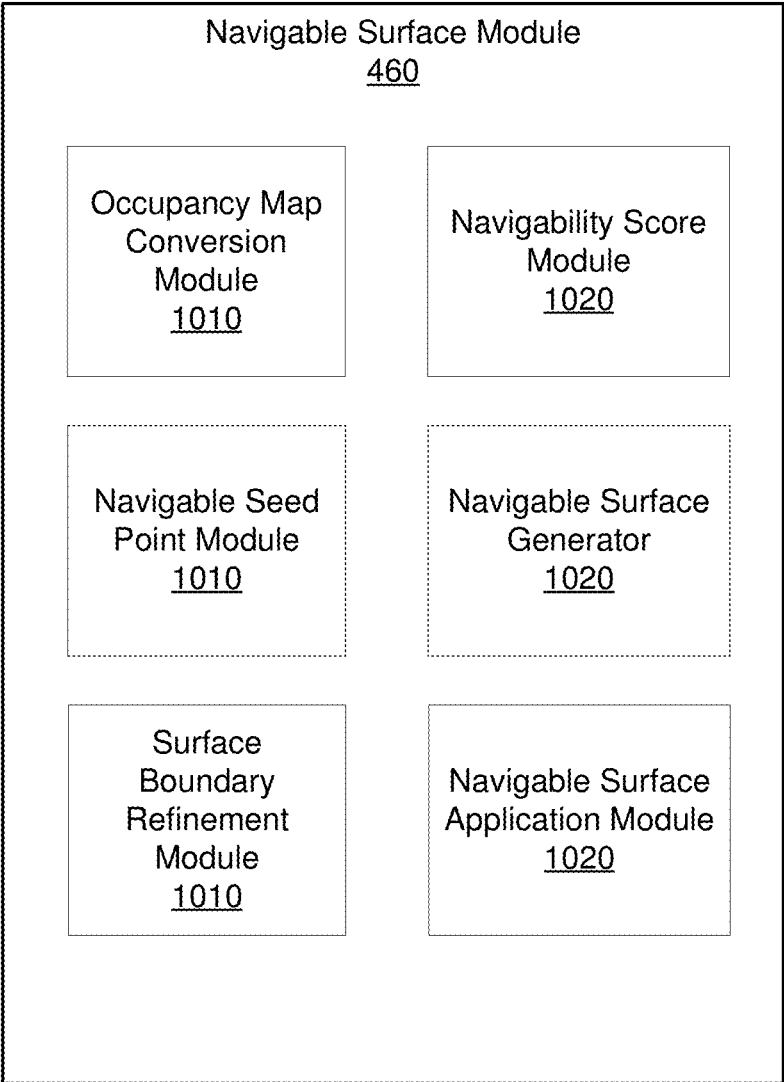 Navigable Surface Module
460
Occupancy Map
Conversion
Module
1010
Navigability Score
Module
1020
Navigable Seed
Point Module
1010
Navigable Surface
Generator
1020
Surface
Boundary
Refinement
Module
1010
Navigable Surface
Application Module
1020